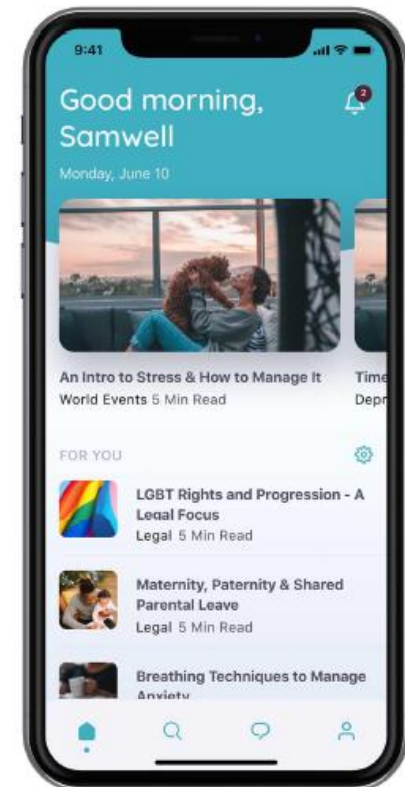 9:41
Good morning,
2
Samwell
Monday, June 10
An Intro to Stress & How to Manage It
Time
World Events 5 Min Read
Depr
FOR YOU
LGBT Rights and Progression - A
Legal Focus
Legal 5 Min Read
Maternity, Paternity & Shared
Parental Leave
Legal 5 Min Read
Breathing Techniques to Manage
Anxiety